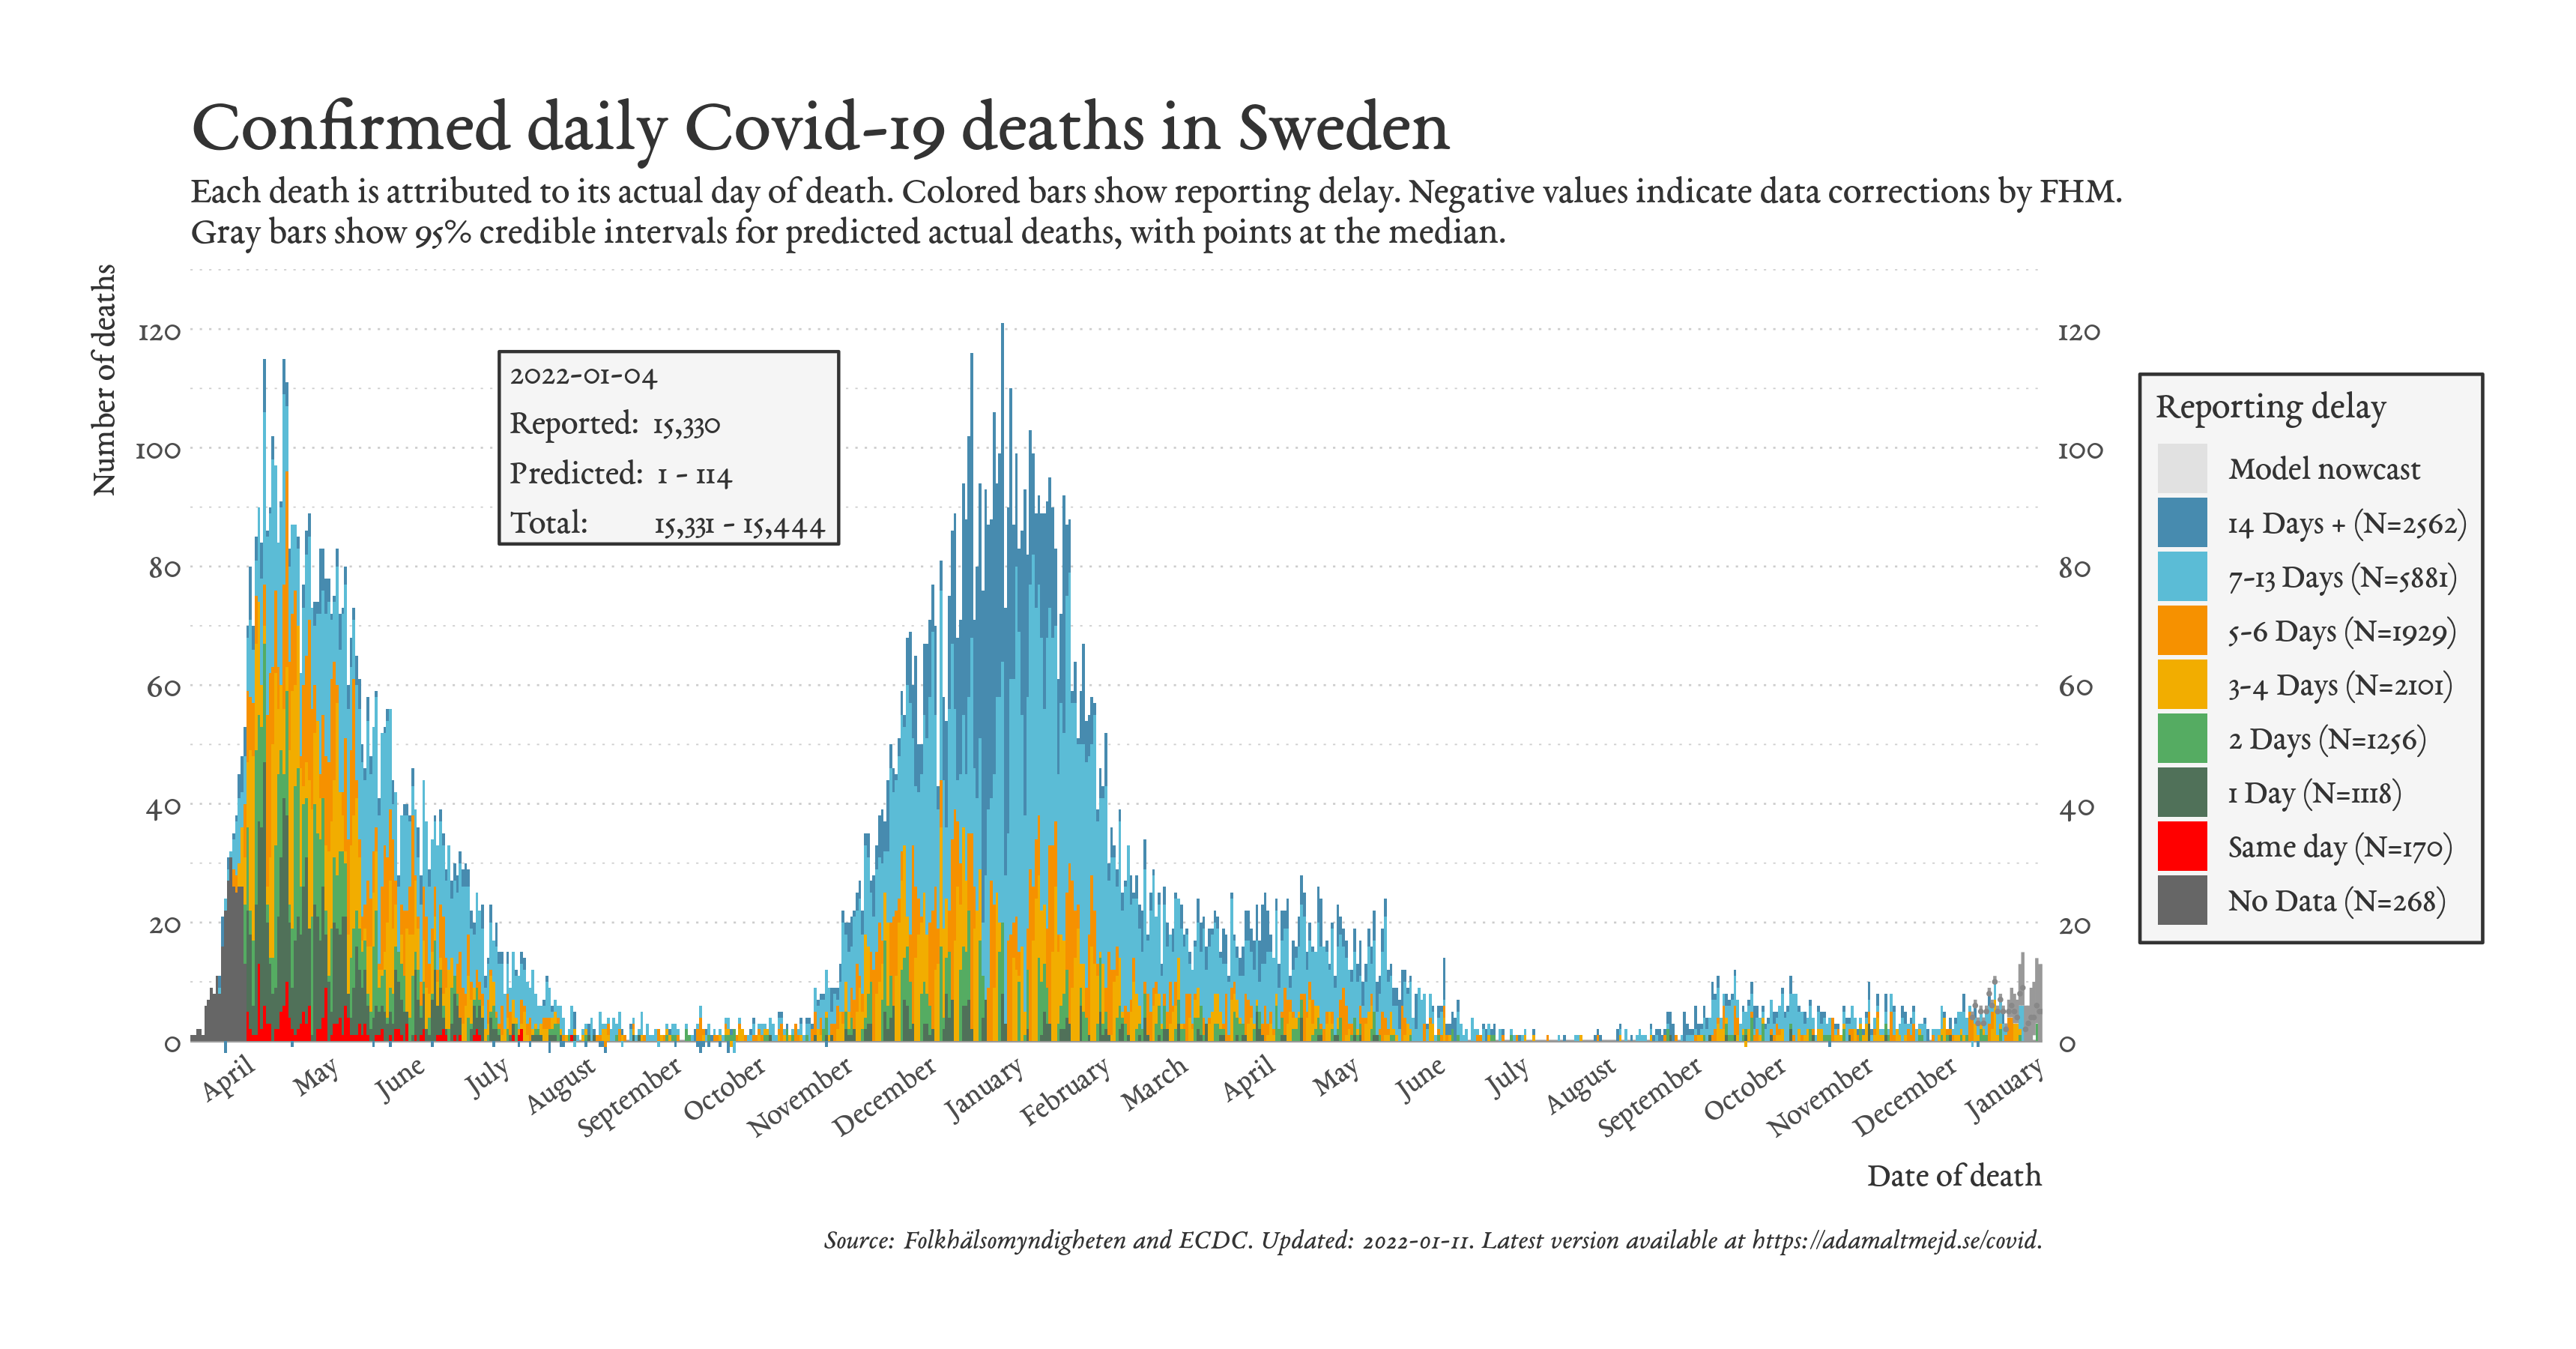 Confirmed daily Covid-19 deaths in Sweden
Each death is attributed to its actual day of death. Colored bars show reporting delay. Negative values indicate data corrections by FHM.
Gray bars show 95% credible intervals for predicted actual deaths, with points at the median.
Number of deaths
120
100
80
60
40
20
0
2022-01-04
Reported: 15,330
Predicted: 1 - 114
Total: 15,331 - 15,444
120
100
80
60
40
20
0
Reporting delay
Model nowcast
14 Days + (N=2562)
7-13 Days (N=5881)
5-6 Days (N=1929)
3-4 Days (N=2101)
2 Days (N=1256)
1 Day (N=1118)
Same day (N=170)
No Data (N=268)
April
May
June
July
August
September
October
November
December
January
February
March
April
May
June
July
August
September
October
November
December
January
Date of death
Source: Folkhälsomyndigheten and ECDC. Updated: 2022-01-11. Latest version available at https://adamaltmejd.se/covid.